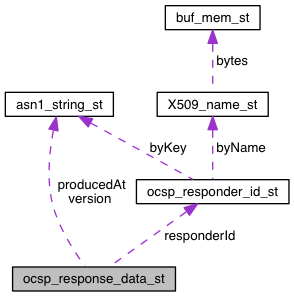 buf_mem_st
bytes
asn1_string_st
X509_name_st
byKey
byName
producedAt
version
ocsp_responder_id_st
responderId
ocsp_response_data_st